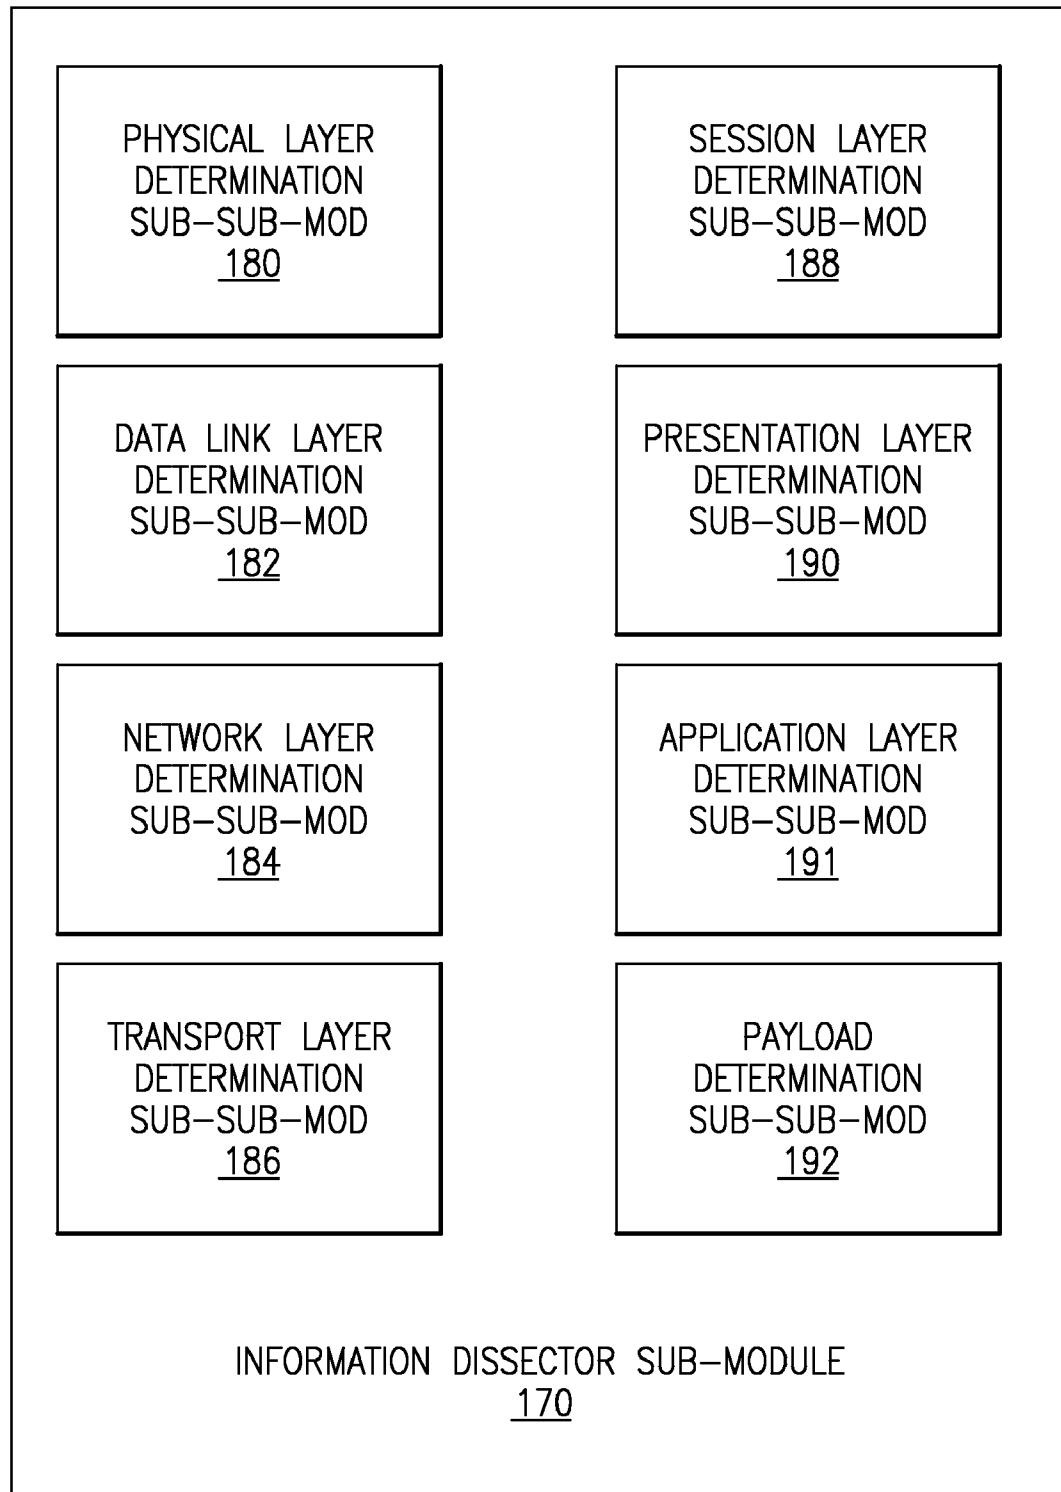 PHYSICAL LAYER
DETERMINATION
SUB-SUB-MOD
180
DATA LINK LAYER
DETERMINATION
SUB-SUB-MOD
182
NETWORK LAYER
DETERMINATION
SUB-SUB-MOD
184
TRANSPORT LAYER
DETERMINATION
SUB-SUB-MOD
186
SESSION LAYER
DETERMINATION
SUB-SUB-MOD
188
PRESENTATION LAYER
DETERMINATION
SUB-SUB-MOD
190
APPLICATION LAYER
DETERMINATION
SUB-SUB-MOD
191
PAYLOAD
DETERMINATION
SUB-SUB-MOD
192
INFORMATION DISSECTOR SUB-MODULE
170